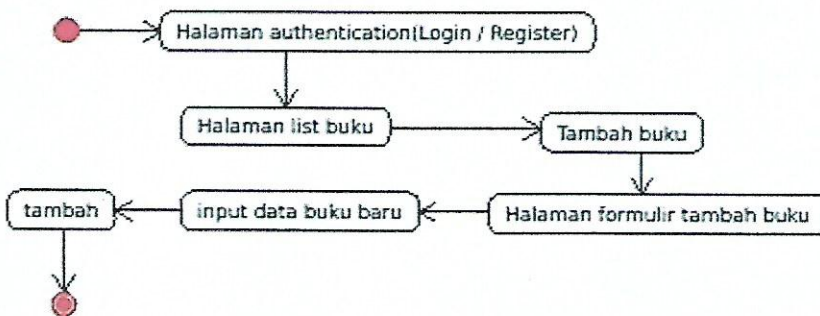 Halaman authentication(Login / Register)
Halaman list buku
Tambah buku
Halaman formulir tambah buku
input data buku baru
tambah